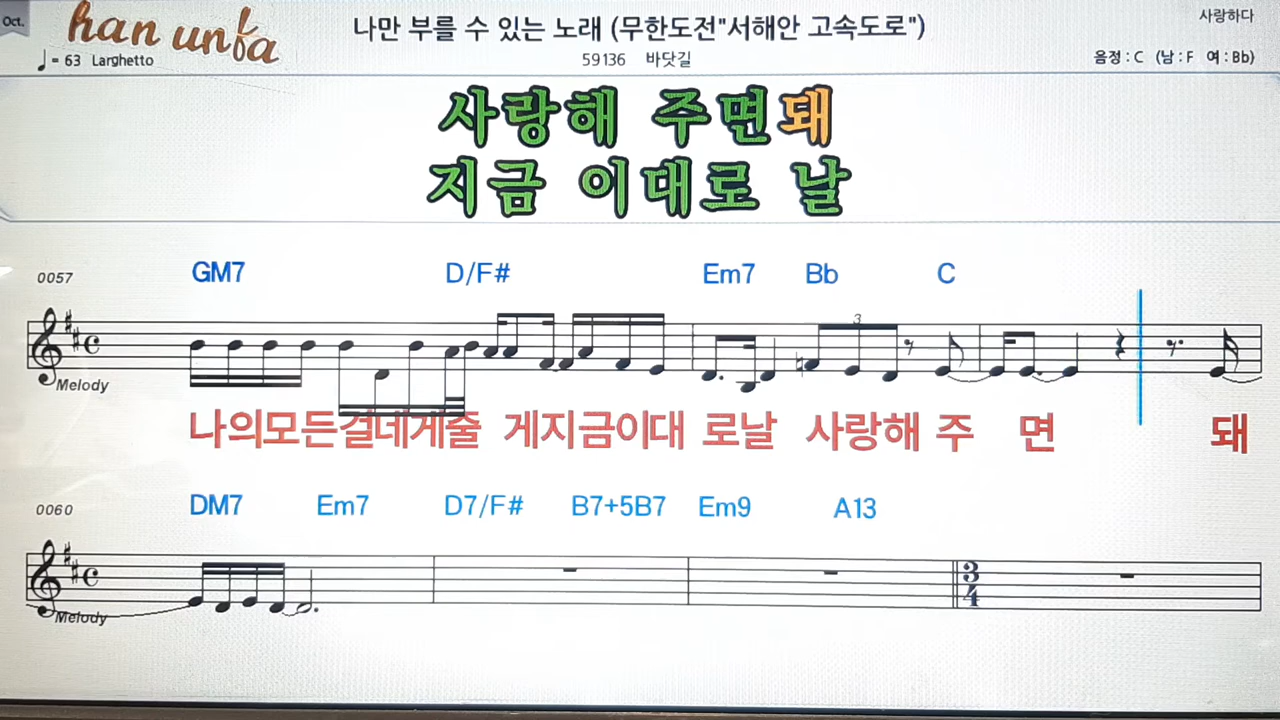 Oct.
han unfa
나만 부를 수 있는 노래 (무한도전"서해안 고속도로")
사랑하다
♩= 63 Larghetto
59136 바닷길
음정 : C (남 : F 여 : Bb)
사랑해 주면돼
지금 이대로 날
0057 GM7 D/F# Em7 Bb C
3
Melody
나의모든걸네게줄 게지금이대 로날 사랑해 주 면 돼
0060 DM7 Em7 D7/F# B7+5B7 Em9 A13
3
4
Melody